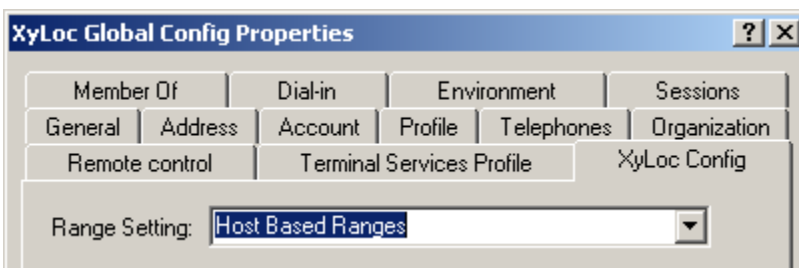 XyLoc Global Config Properties ? X
Member Of Dial-in Environment Sessions
General Address Account Profile Telephones Organization
Remote control Terminal Services Profile XyLoc Config
Range Setting: Host Based Ranges